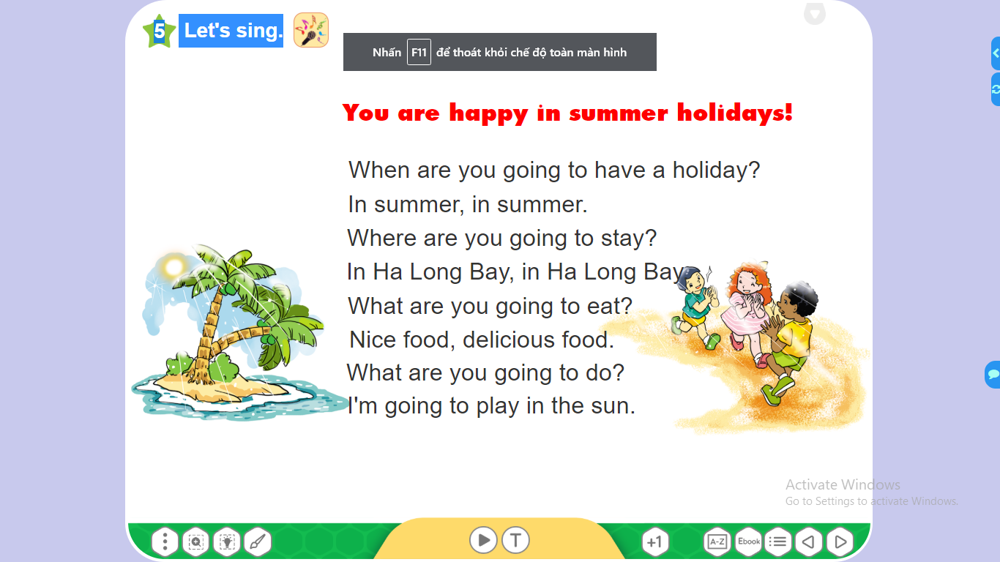 5 Let's sing.
Nhấn F11 để thoát khỏi chế độ toàn màn hình
You are happy in summer holidays!
When are you going to have a holiday?
In summer, in summer.
Where are you going to stay?
In Ha Long Bay, in Ha Long Bay
What are you going to eat?
Nice food, delicious food.
What are you going to do?
I'm going to play in the sun.
Activate Windows
Go to Settings to activate Windows.
T +1 A-Z Ebook